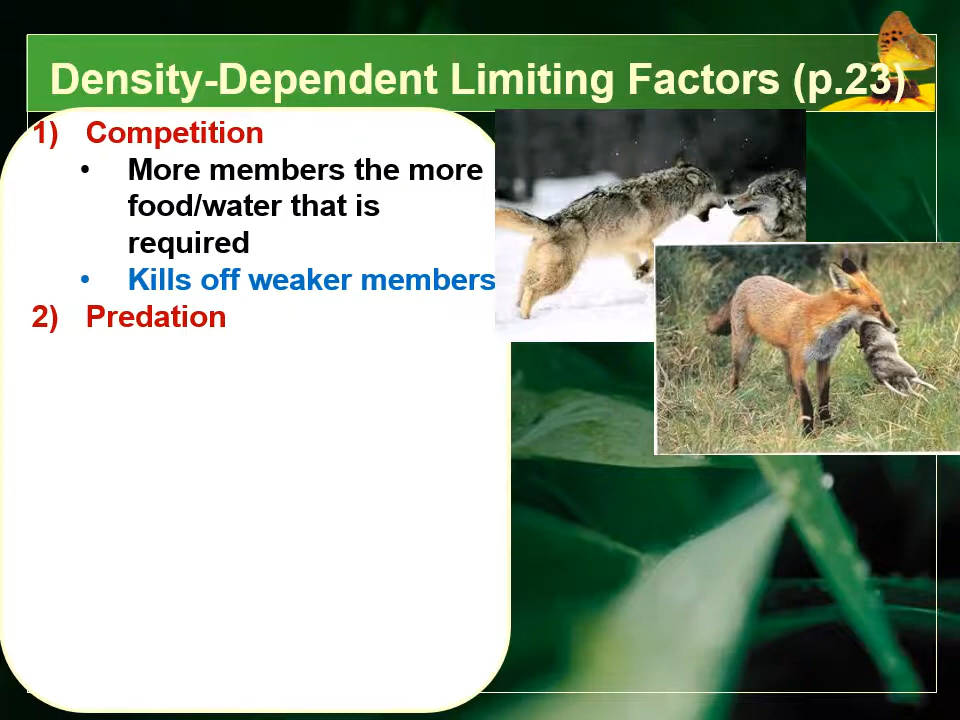 Density-Dependent Limiting Factors (p.23)
1) Competition
• More members the more
food/water that is
required
• Kills off weaker members
2) Predation